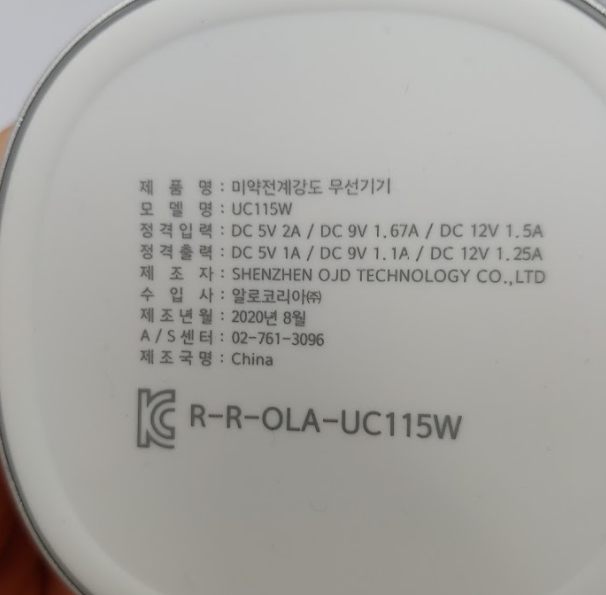 제 품 명 : 미약전계강도 무선기기
모 델 명 : UC115W
정격입력 : DC 5V 2A / DC 9V 1.67A / DC 12V 1.5A
정격출력 : DC 5V 1A / DC 9V 1.1A / DC 12V 1.25A
제 조 자 : SHENZHEN OJD TECHNOLOGY CO.,LTD
수 입 사 : 알로코리아㈜
제조년월 : 2020년 8월
A/S센터 : 02-761-3096
제조국명 : China
KC R-R-OLA-UC115W